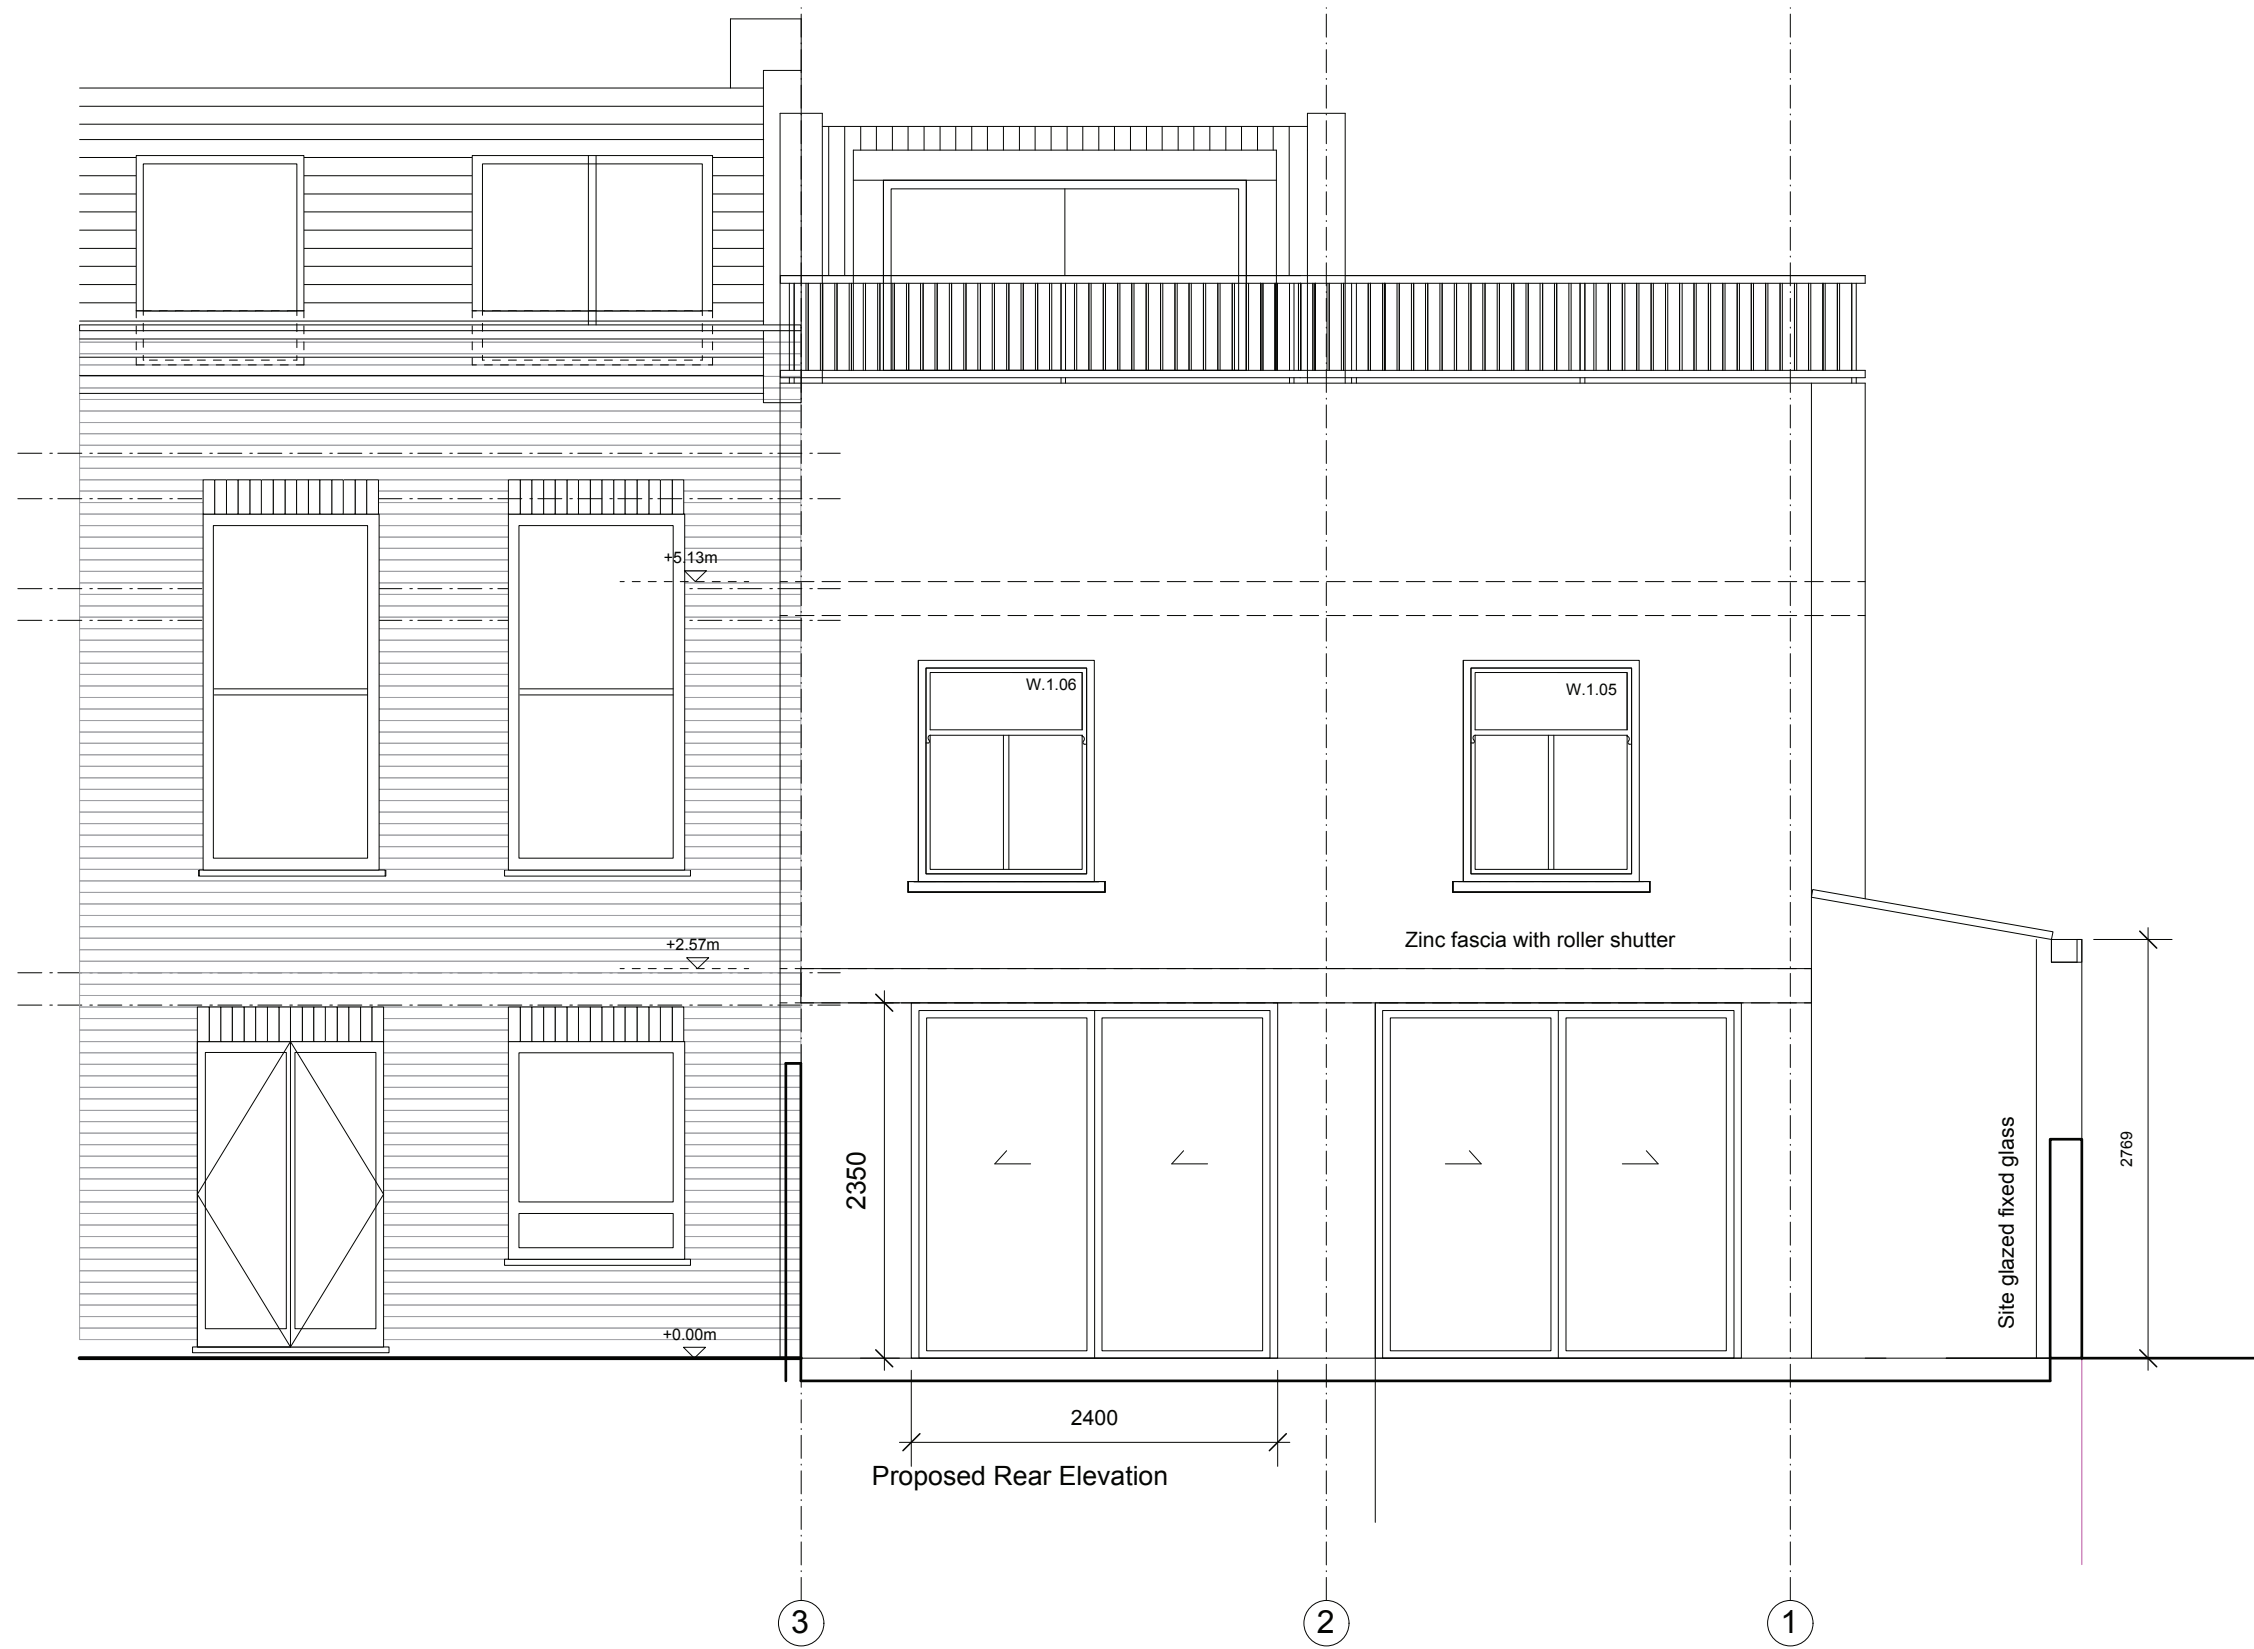 +5.13m
W.1.06
W.1.05
+2.57m
Zinc fascia with roller shutter
2350
Site glazed fixed glass
2769
+0.00m
2400
Proposed Rear Elevation
3
2
1